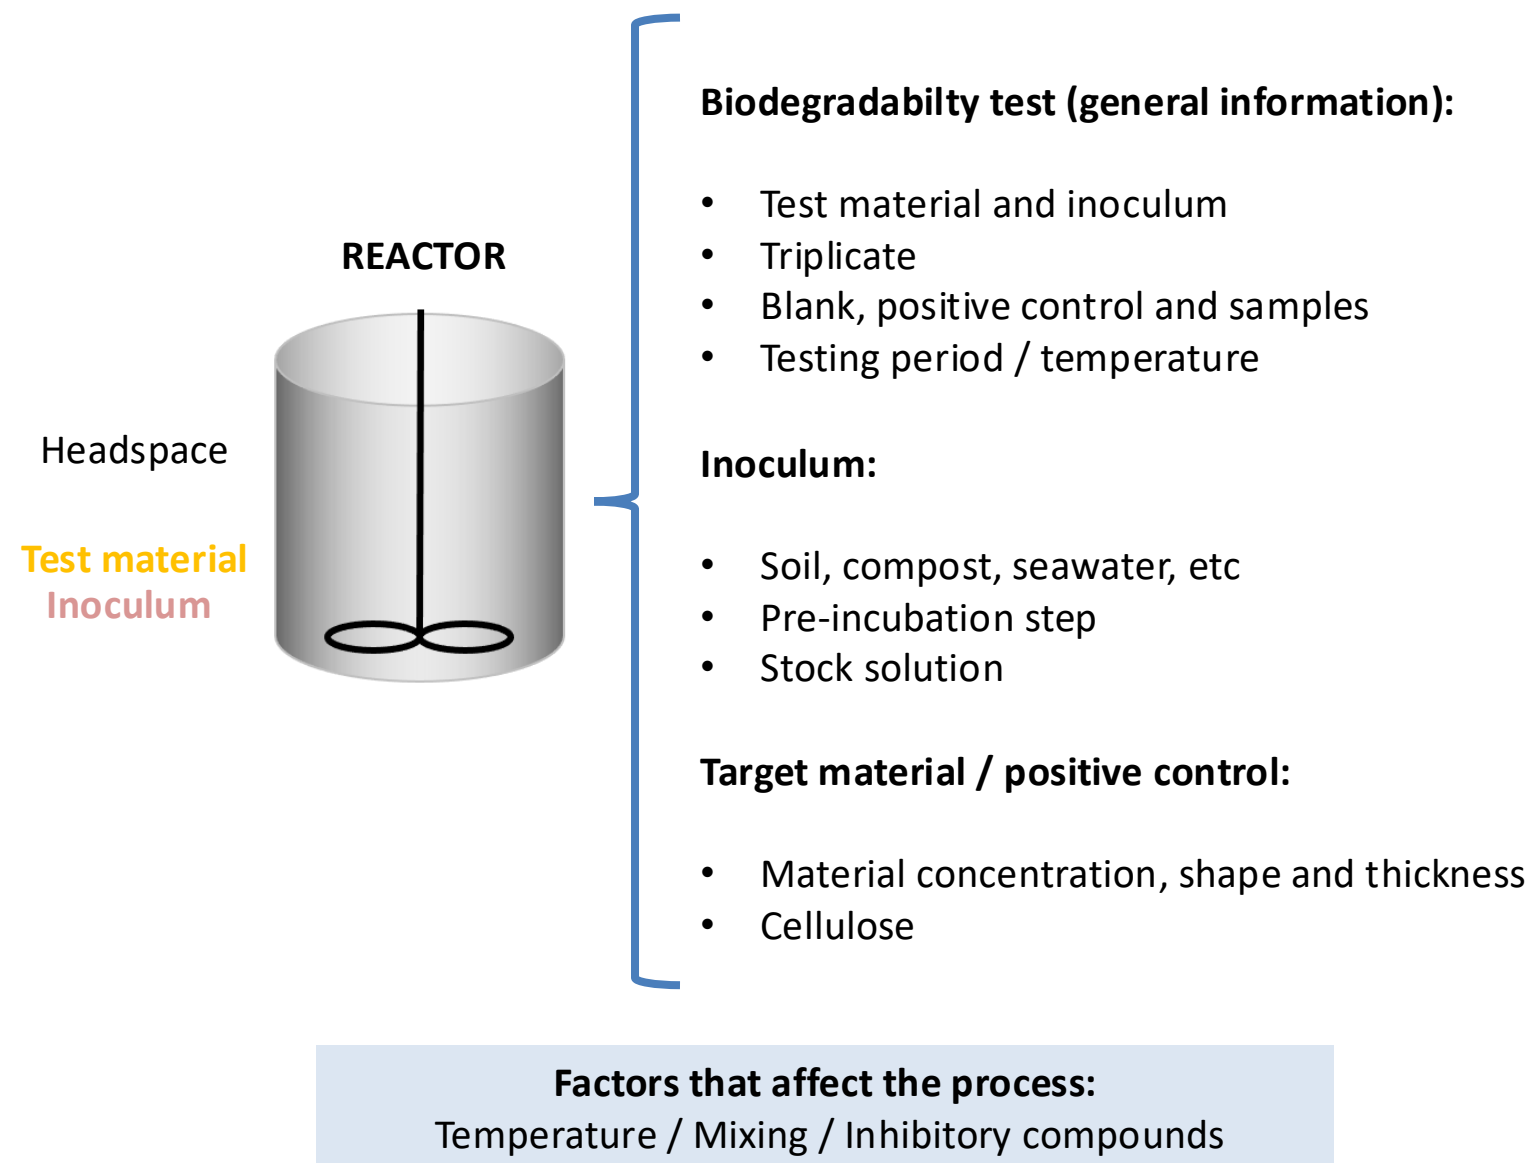 REACTOR
Headspace
Test material
Inoculum
Biodegradabilty test (general information):
• Test material and inoculum
• Triplicate
• Blank, positive control and samples
• Testing period / temperature
Inoculum:
• Soil, compost, seawater, etc
• Pre-incubation step
• Stock solution
Target material / positive control:
• Material concentration, shape and thickness
• Cellulose
Factors that affect the process:
Temperature / Mixing / Inhibitory compounds